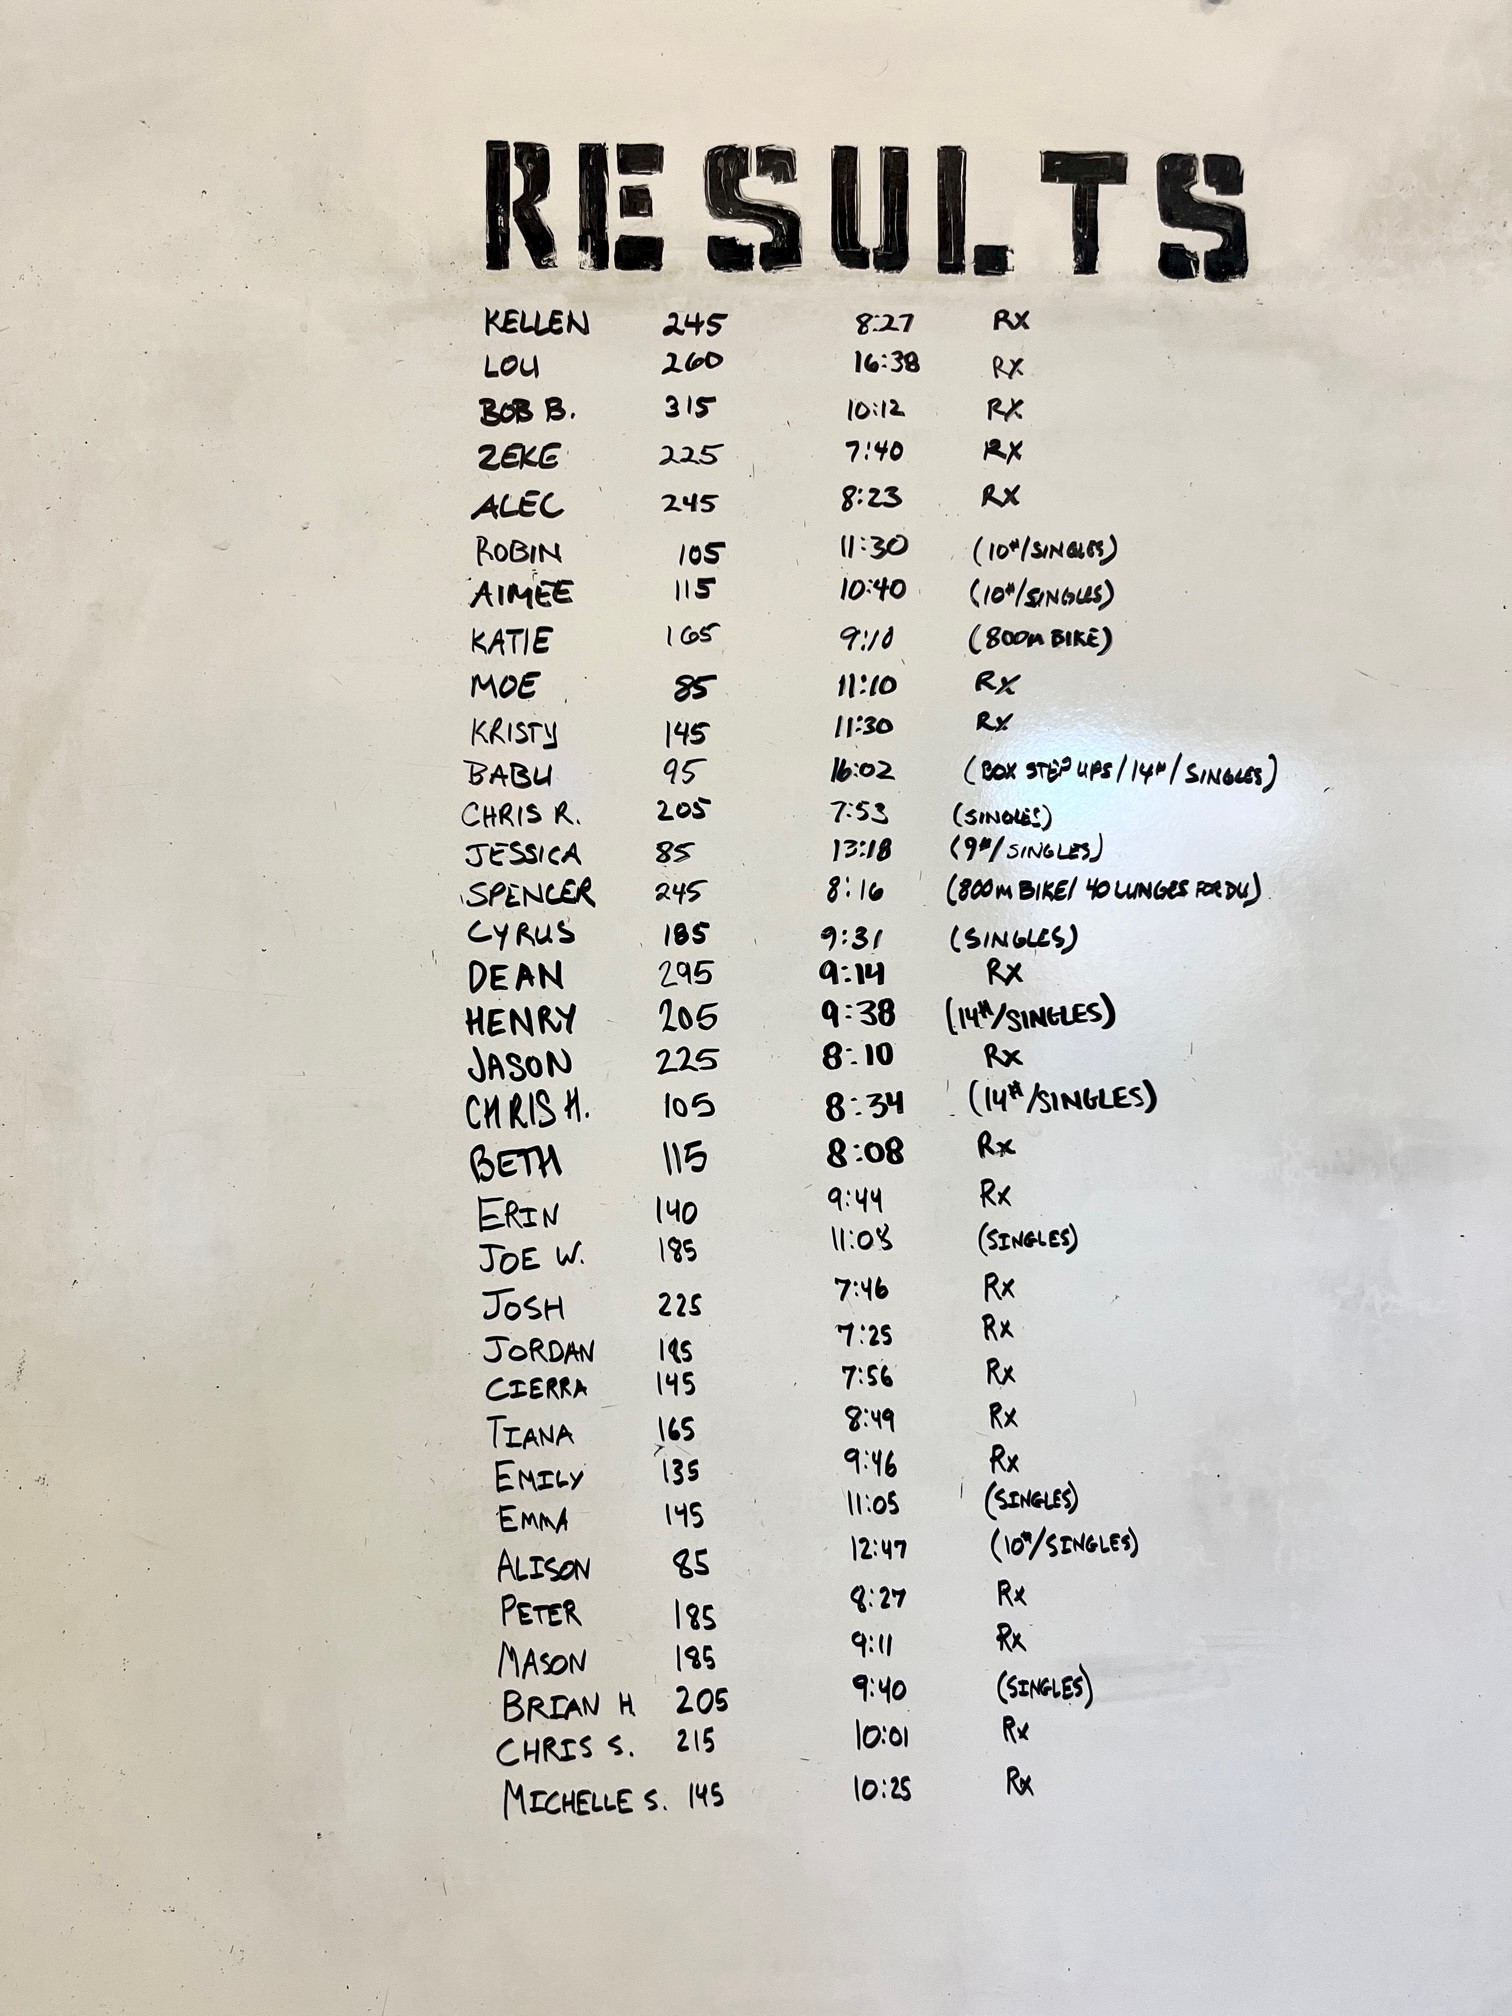 RESULTS
KELLEN 245 8:27 RX
LOU 260 16:38 RX
BOB B. 315 10:12 RX
ZEKE 225 7:40 RX
ALEC 245 8:23 RX
ROBIN 105 11:30 (10#/SINGLES)
AIMEE 115 10:40 (10#/SINGLES)
KATIE 165 9:10 (800m BIKE)
MOE 85 11:10 RX
KRISTY 145 11:30 RX
BABU 95 16:02 (BOX STEP UPS/14#/SINGLES)
CHRIS R. 205 7:53 (SINGLES)
JESSICA 85 13:18 (9#/SINGLES)
SPENCER 245 8:16 (800m BIKE/ 40 LUNGES FOR DU)
CYRUS 185 9:31 (SINGLES)
DEAN 295 9:14 RX
HENRY 205 9:38 (14#/SINGLES)
JASON 225 8:10 Rx
CHRIS H. 105 8:34 (14#/SINGLES)
BETH 115 8:08 Rx
ERIN 140 9:44 Rx
JOE W. 185 11:08 (SINGLES)
JOSH 225 7:46 Rx
JORDAN 7:25 Rx
CIERRA 145 7:56 Rx
TIANA 165 8:49 Rx
EMILY 135 9:46 Rx
EMMA 145 11:05 (SINGLES)
ALISON 85 12:47 (10#/SINGLES)
PETER 185 8:27 Rx
MASON 185 9:11 Rx
BRIAN H 205 9:40 (SINGLES)
CHRIS S. 215 10:01 Rx
MICHELLE S. 145 10:25 Rx